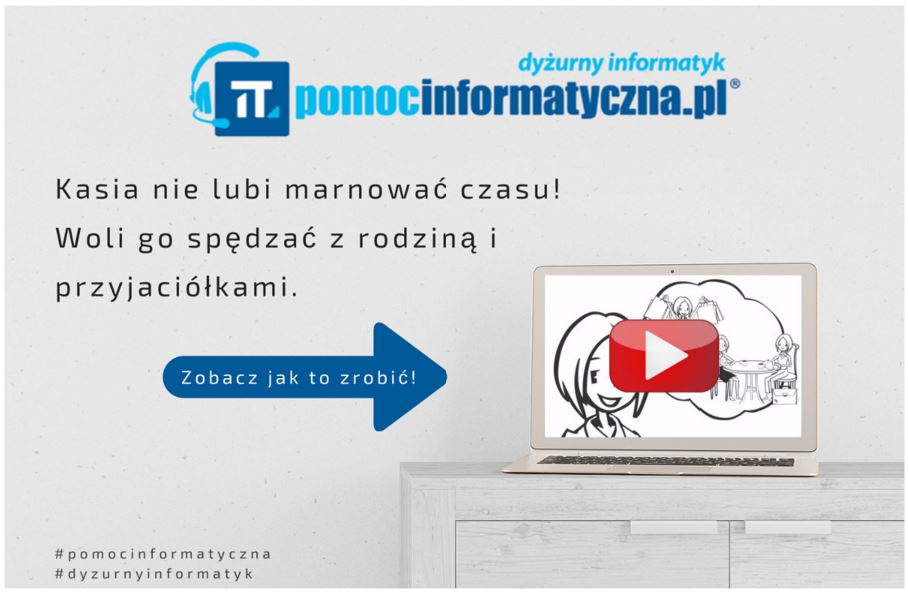 dyżurny informatyk
IT pomocinformatyczna.pl®
Kasia nie lubi marnować czasu!
Woli go spędzać z rodziną i
przyjaciółkami.
Zobacz jak to zrobić!
#pomocinformatyczna
#dyzurnyinformatyk